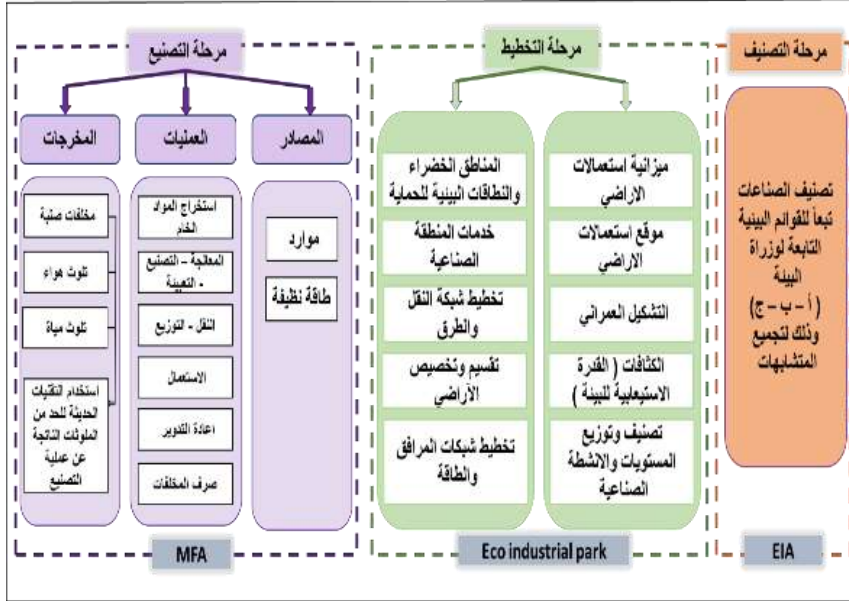 مرحلة التصنيف
تصنيف الصناعات
تبعاً للقوائم البيئية
التابعة لوزراة
البيئة
( أ – ب – ج)
وذلك لتجميع
المتشابهات
EIA
مرحلة التخطيط
ميزانية استعمالات
الاراضي
موقع استعمالات
الاراضي
التشكيل العمراني
الكثافات ( القدرة
الاستيعابية للبيئة )
تصنيف وتوزيع
المستويات والانشطة
الصناعية
المناطق الخضراء
والنطاقات البيئية للحماية
خدمات المنطقة
الصناعية
تخطيط شبكة النقل
والطرق
تقسيم وتخصيص
الأراضي
تخطيط شبكات المرافق
والطاقة
Eco industrial park
مرحلة التصنيع
المصادر
موارد
طاقة نظيفة
العمليات
استخراج المواد
الخام
المعالجة – التصنيع
- التعبئة
النقل - التوزيع
الاستعمال
اعادة التدوير
صرف المخلفات
المخرجات
مخلفات صلبة
تلوث هواء
تلوث مياة
استخدام التقنيات
الحديثة للحد من
الملوثات الناتجة
عن عملية
التصنيع
MFA